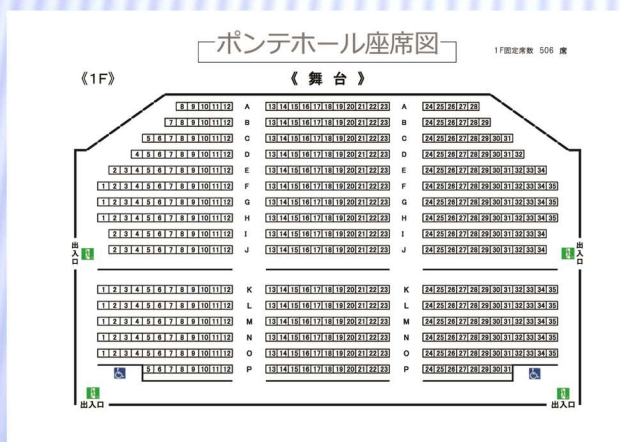 ポンテホール座席図
1F固定席数 506 席
《1F》
《 舞 台 》
8 9 10 11 12 A 13 14 15 16 17 18 19 20 21 22 23 A 24 25 26 27 28
7 8 9 10 11 12 B 13 14 15 16 17 18 19 20 21 22 23 B 24 25 26 27 28 29
5 6 7 8 9 10 11 12 C 13 14 15 16 17 18 19 20 21 22 23 C 24 25 26 27 28 29 30 31
4 5 6 7 8 9 10 11 12 D 13 14 15 16 17 18 19 20 21 22 23 D 24 25 26 27 28 29 30 31 32
2 3 4 5 6 7 8 9 10 11 12 E 13 14 15 16 17 18 19 20 21 22 23 E 24 25 26 27 28 29 30 31 32 33 34
1 2 3 4 5 6 7 8 9 10 11 12 F 13 14 15 16 17 18 19 20 21 22 23 F 24 25 26 27 28 29 30 31 32 33 34 35
1 2 3 4 5 6 7 8 9 10 11 12 G 13 14 15 16 17 18 19 20 21 22 23 G 24 25 26 27 28 29 30 31 32 33 34 35
1 2 3 4 5 6 7 8 9 10 11 12 H 13 14 15 16 17 18 19 20 21 22 23 H 24 25 26 27 28 29 30 31 32 33 34 35
2 3 4 5 6 7 8 9 10 11 12 I 13 14 15 16 17 18 19 20 21 22 23 I 24 25 26 27 28 29 30 31 32 33 34
2 3 4 5 6 7 8 9 10 11 12 J 13 14 15 16 17 18 19 20 21 22 23 J 24 25 26 27 28 29 30 31 32 33 34
出入口
出入口
1 2 3 4 5 6 7 8 9 10 11 12 K 13 14 15 16 17 18 19 20 21 22 23 K 24 25 26 27 28 29 30 31 32 33 34 35
1 2 3 4 5 6 7 8 9 10 11 12 L 13 14 15 16 17 18 19 20 21 22 23 L 24 25 26 27 28 29 30 31 32 33 34 35
1 2 3 4 5 6 7 8 9 10 11 12 M 13 14 15 16 17 18 19 20 21 22 23 M 24 25 26 27 28 29 30 31 32 33 34 35
1 2 3 4 5 6 7 8 9 10 11 12 N 13 14 15 16 17 18 19 20 21 22 23 N 24 25 26 27 28 29 30 31 32 33 34 35
1 2 3 4 5 6 7 8 9 10 11 12 O 13 14 15 16 17 18 19 20 21 22 23 O 24 25 26 27 28 29 30 31 32 33 34 35
5 6 7 8 9 10 11 12 P 13 14 15 16 17 18 19 20 21 22 23 P 24 25 26 27 28 29 30 31
出入口
出入口